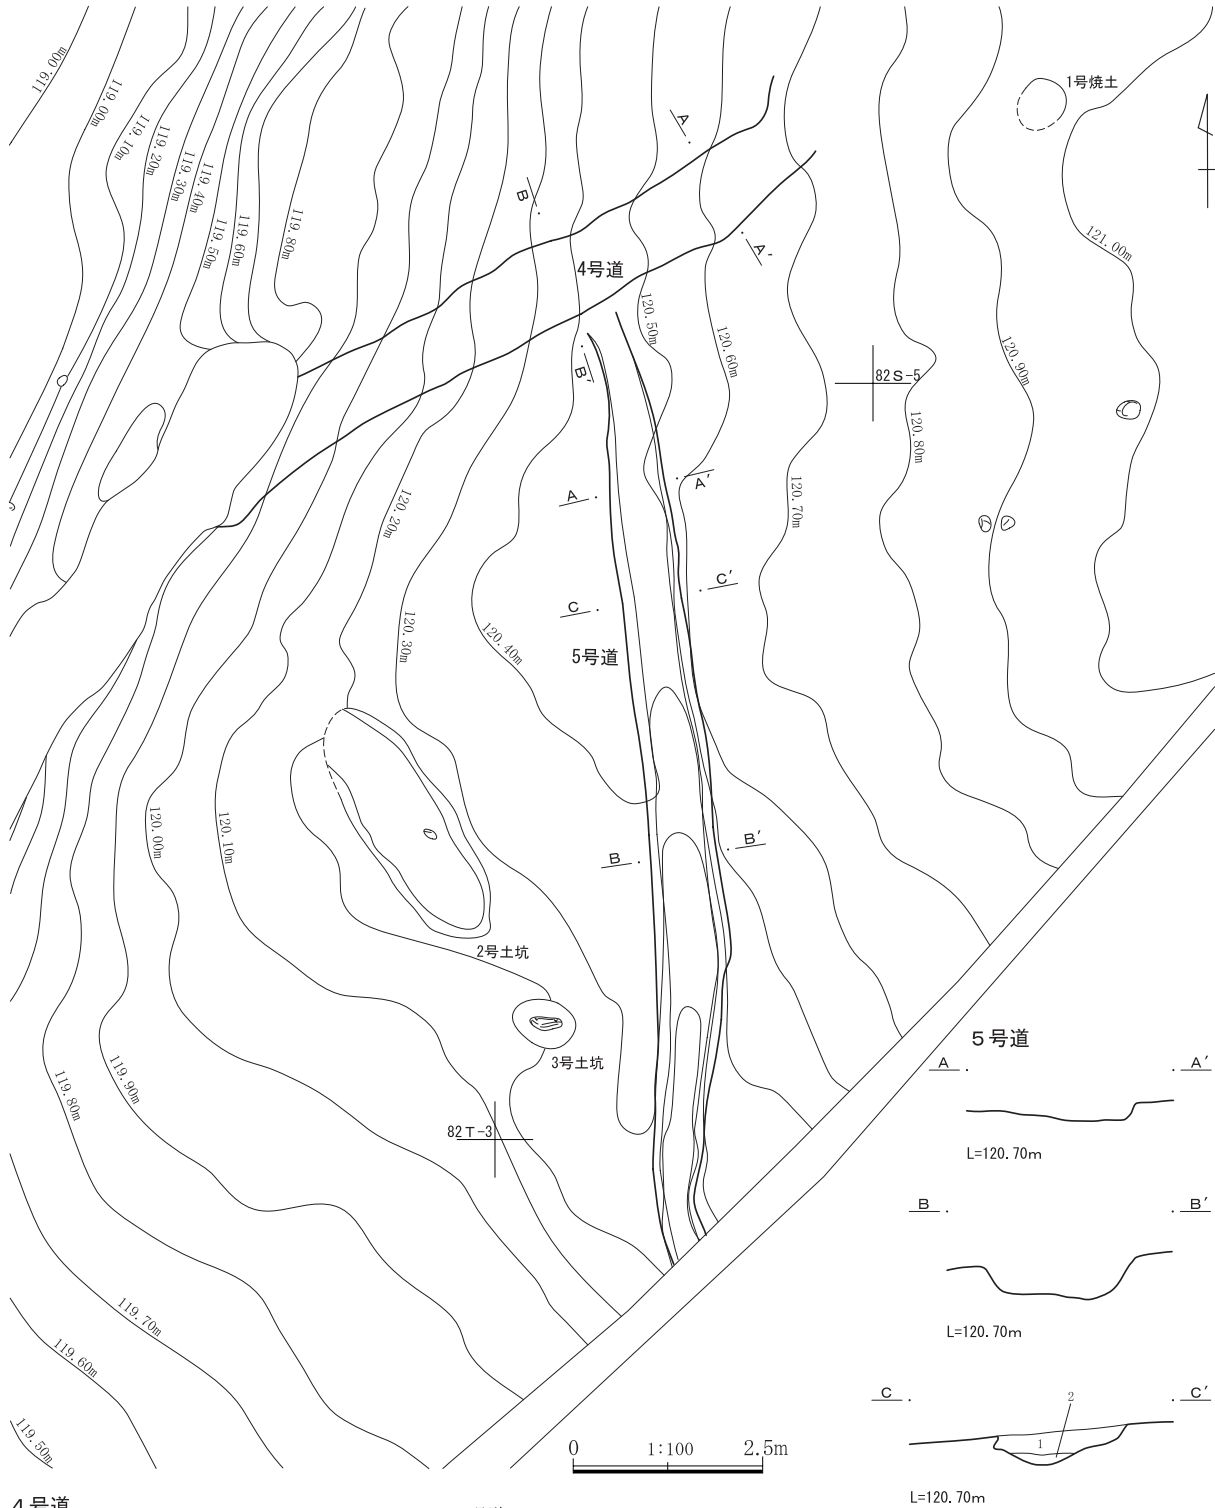 1号焼土
119.00m
119.00m
119.10m
119.20m
119.30m
119.40m
119.50m
119.60m
119.80m
A
B
A′
4号道
121.00m
120.50m
120.60m
B′
120.90m
82S-5
120.80m
A
A′
120.20m
120.70m
C
C′
120.30m
120.40m
5号道
120.00m
120.10m
B
B′
2号土坑
3号土坑
119.80m
119.90m
82T-3
119.70m
119.60m
119.50m
5号道
A
A′
L=120.70m
B
B′
L=120.70m
C
C′
2
1
L=120.70m
0 1:100 2.5m
4号道